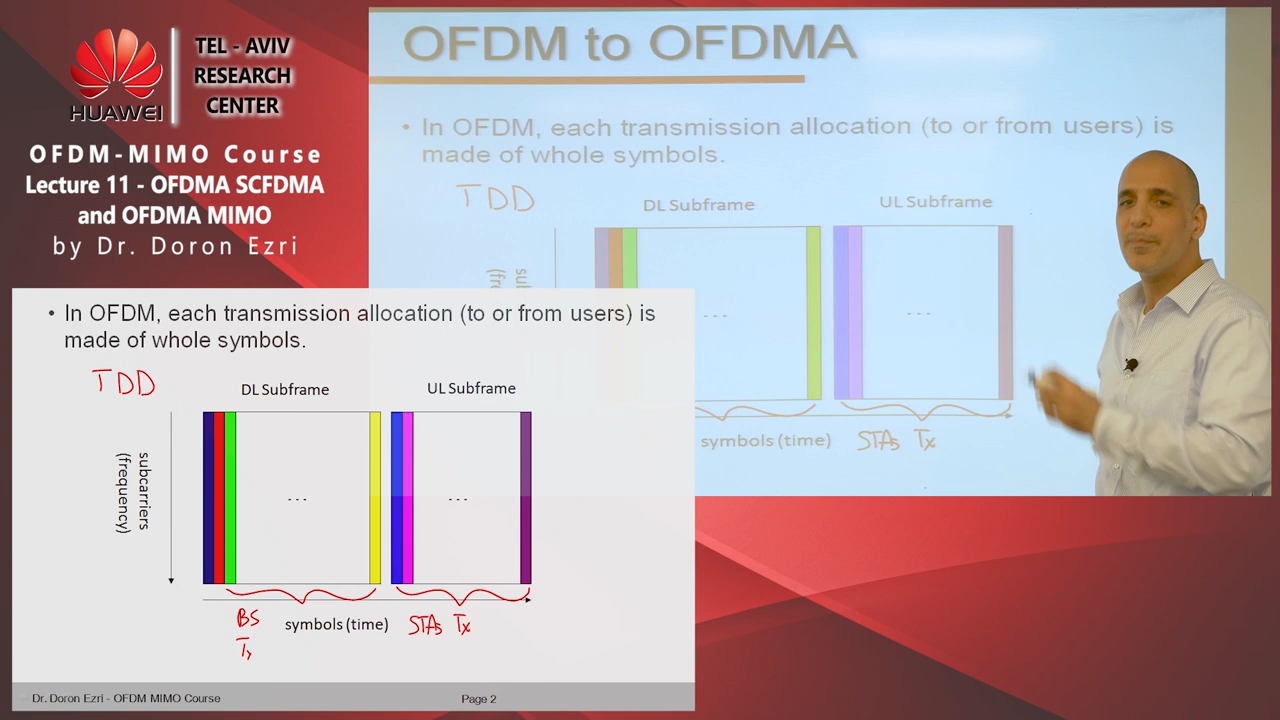 HUAWEI
TEL - AVIV
RESEARCH
CENTER
OFDM-MIMO Course
Lecture 11 - OFDMA SCFDMA
and OFDMA MIMO
by Dr. Doron Ezri
OFDM to OFDMA
• In OFDM, each transmission allocation (to or from users) is
made of whole symbols.
TDD
DL Subframe
UL Subframe
...
...
symbols (time)
STAs Tx
• In OFDM, each transmission allocation (to or from users) is
made of whole symbols.
TDD
DL Subframe
UL Subframe
subcarriers
(frequency)
...
...
BS
Tx
symbols (time)
STAs Tx
Dr. Doron Ezri - OFDM MIMO Course
Page 2